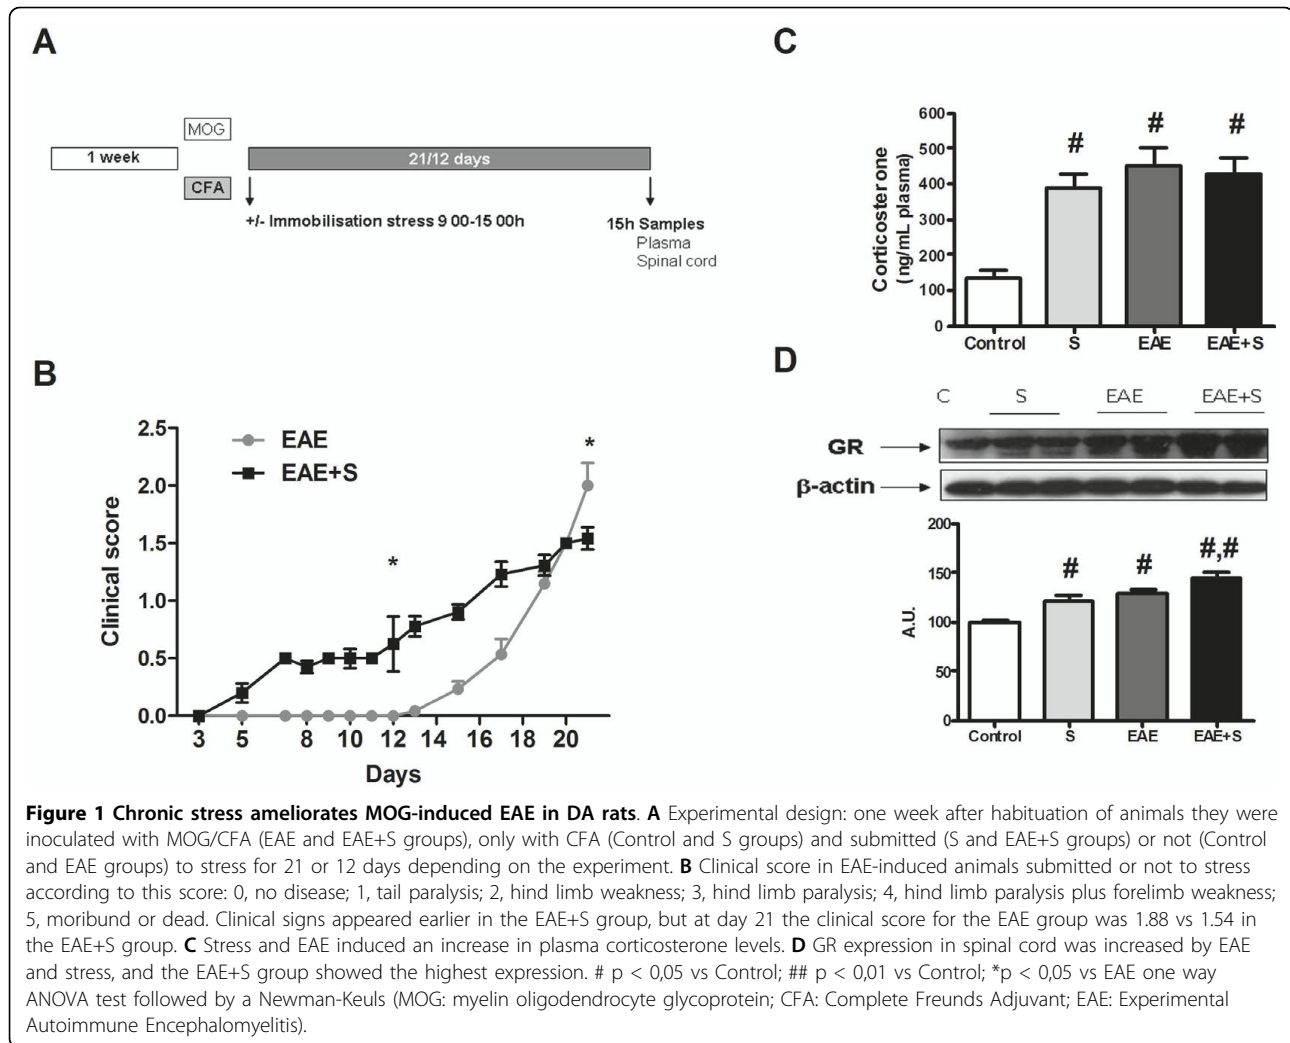 A
MOG
1 week
21/12 days
CFA
+/- Immobilisation stress 9 00-15 00h
15h Samples
Plasma
Spinal cord
B
EAE
EAE+S
*
*
Clinical score
2.5
2.0
1.5
1.0
0.5
0.0
3 5 8 10 12 14 16 18 20
Days
C
Corticosterone
(ng/mL plasma)
600
500
400
300
200
100
0
# # #
Control S EAE EAE+S
D
C S EAE EAE+S
GR
β-actin
A.U.
200
150
100
50
0
# # #,#
Control S EAE EAE+S
Figure 1 Chronic stress ameliorates MOG-induced EAE in DA rats. A Experimental design: one week after habituation of animals they were
inoculated with MOG/CFA (EAE and EAE+S groups), only with CFA (Control and S groups) and submitted (S and EAE+S groups) or not (Control
and EAE groups) to stress for 21 or 12 days depending on the experiment. B Clinical score in EAE-induced animals submitted or not to stress
according to this score: 0, no disease; 1, tail paralysis; 2, hind limb weakness; 3, hind limb paralysis; 4, hind limb paralysis plus forelimb weakness;
5, moribund or dead. Clinical signs appeared earlier in the EAE+S group, but at day 21 the clinical score for the EAE group was 1.88 vs 1.54 in
the EAE+S group. C Stress and EAE induced an increase in plasma corticosterone levels. D GR expression in spinal cord was increased by EAE
and stress, and the EAE+S group showed the highest expression. # p < 0,05 vs Control; ## p < 0,01 vs Control; *p < 0,05 vs EAE one way
ANOVA test followed by a Newman-Keuls (MOG: myelin oligodendrocyte glycoprotein; CFA: Complete Freunds Adjuvant; EAE: Experimental
Autoimmune Encephalomyelitis).